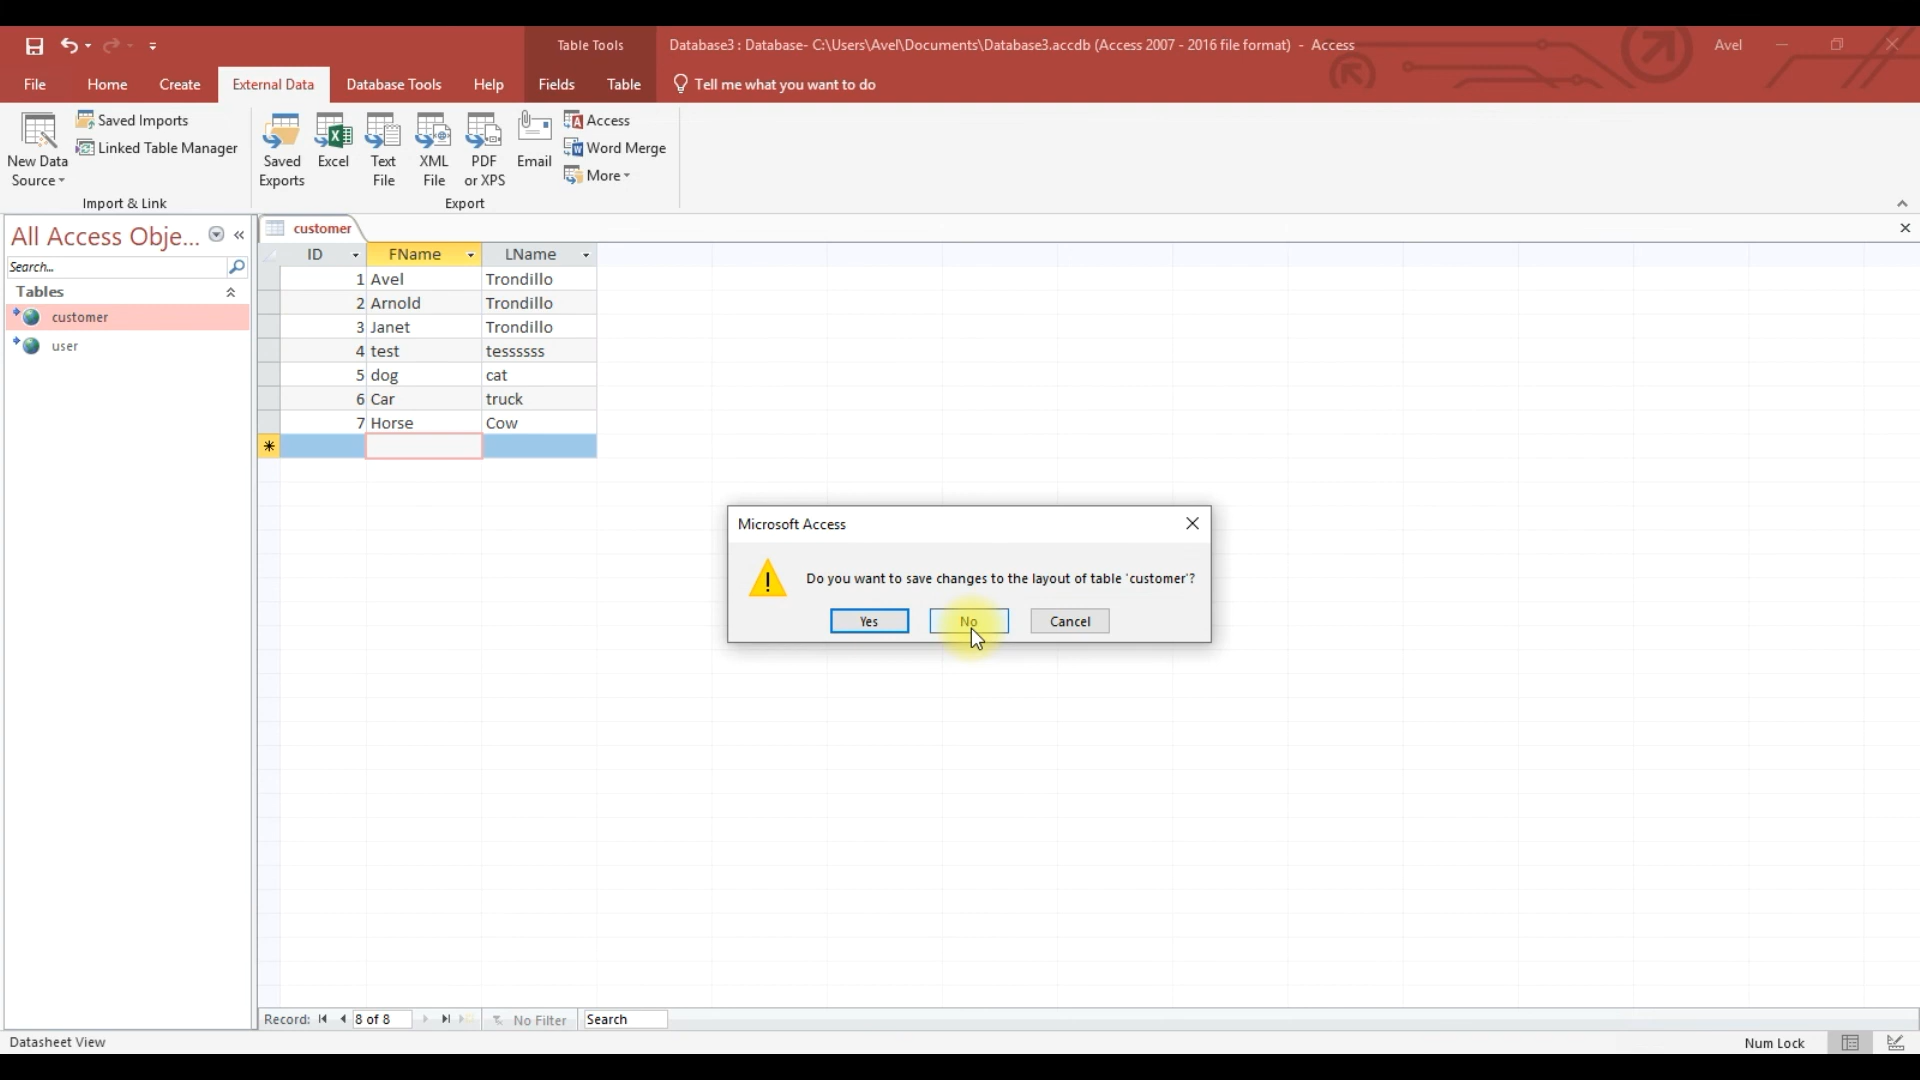 Table Tools
Database3 : Database- C:\Users\Avel\Documents\Database3.accdb (Access 2007 - 2016 file format) - Access
Avel
File Home Create External Data Database Tools Help Fields Table Tell me what you want to do
New Data Source
Saved Imports
Linked Table Manager
Import & Link
Saved Exports
Excel
Text File
XML File
PDF or XPS
Email
Access
Word Merge
More
Export
All Access Obje...
Search...
Tables
customer
user
customer
ID FName LName
1 Avel Trondillo
2 Arnold Trondillo
3 Janet Trondillo
4 test tessssss
5 dog cat
6 Car truck
7 Horse Cow
Microsoft Access
Do you want to save changes to the layout of table 'customer'?
Yes No Cancel
Record: 8 of 8 No Filter Search
Datasheet View
Num Lock